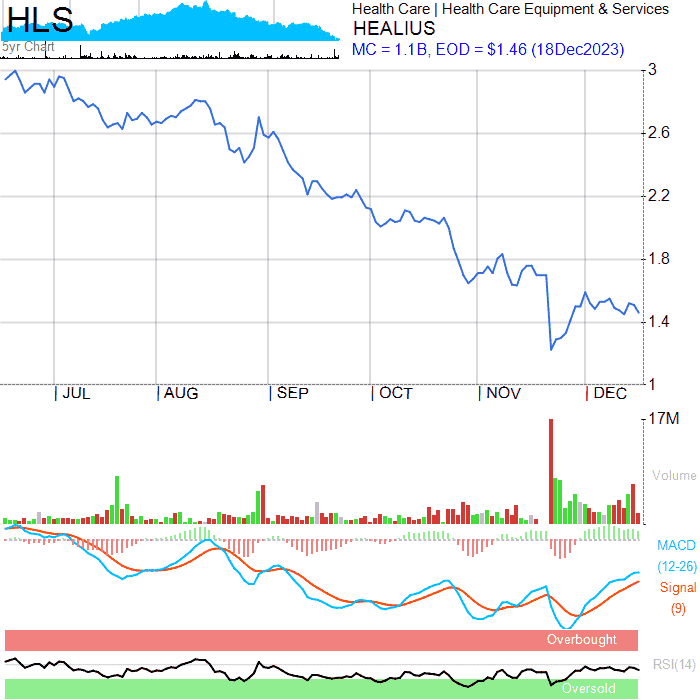 HLS
5yr Chart
Health Care | Health Care Equipment & Services
HEALIUS
MC = 1.1B, EOD = $1.46 (18Dec2023)
3
2.6
2.2
1.8
1.4
1
JUL AUG SEP OCT NOV DEC
17M
Volume
MACD
(12-26)
Signal
(9)
Overbought
RSI(14)
Oversold